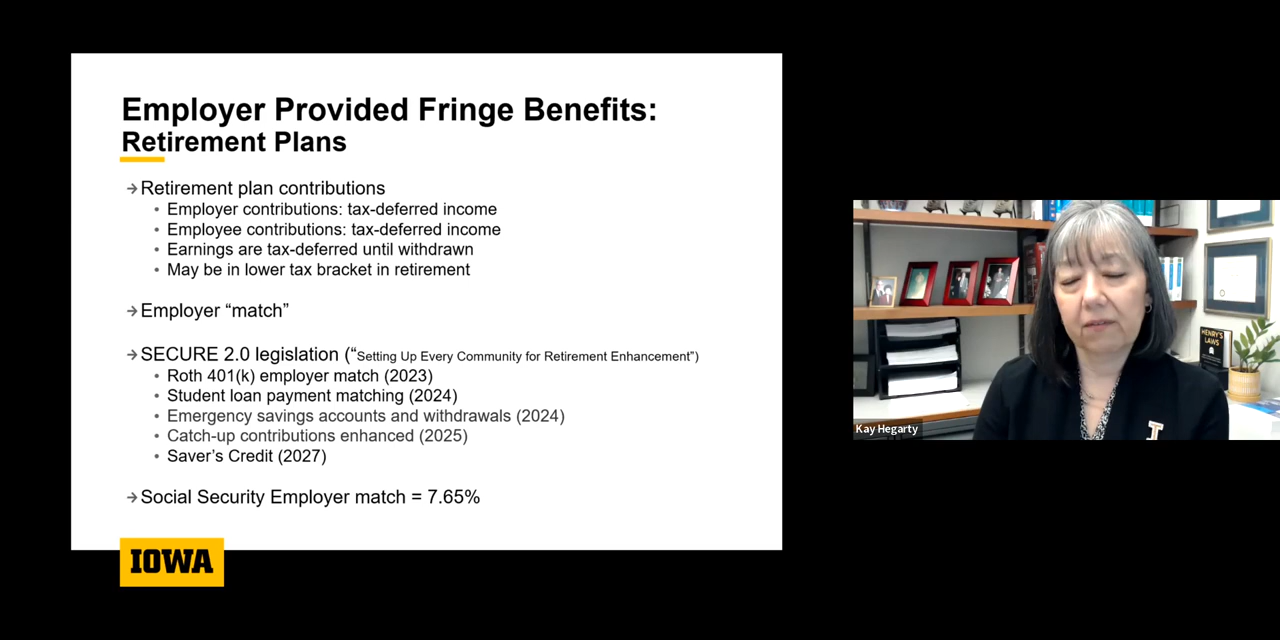 Employer Provided Fringe Benefits:
Retirement Plans
→Retirement plan contributions
• Employer contributions: tax-deferred income
• Employee contributions: tax-deferred income
• Earnings are tax-deferred until withdrawn
• May be in lower tax bracket in retirement
→Employer “match”
→SECURE 2.0 legislation (“Setting Up Every Community for Retirement Enhancement”)
• Roth 401(k) employer match (2023)
• Student loan payment matching (2024)
• Emergency savings accounts and withdrawals (2024)
• Catch-up contributions enhanced (2025)
• Saver’s Credit (2027)
→Social Security Employer match = 7.65%
IOWA
HENRY'S
LAWS
Kay Hegarty